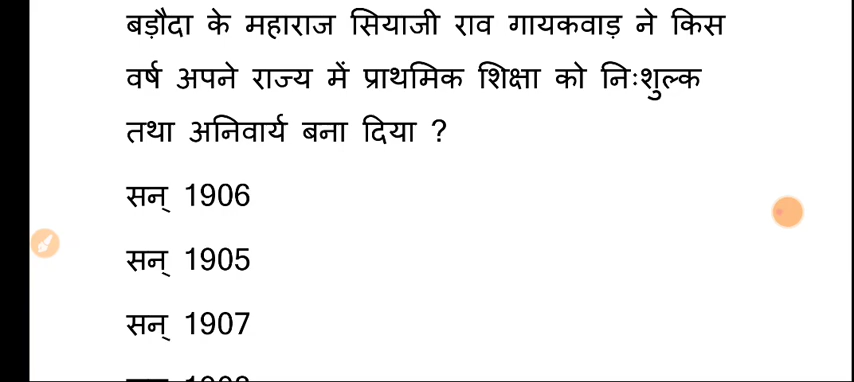 बड़ौदा के महाराज सियाजी राव गायकवाड़ ने किस
वर्ष अपने राज्य में प्राथमिक शिक्षा को निःशुल्क
तथा अनिवार्य बना दिया ?
सन् 1906
सन् 1905
सन् 1907